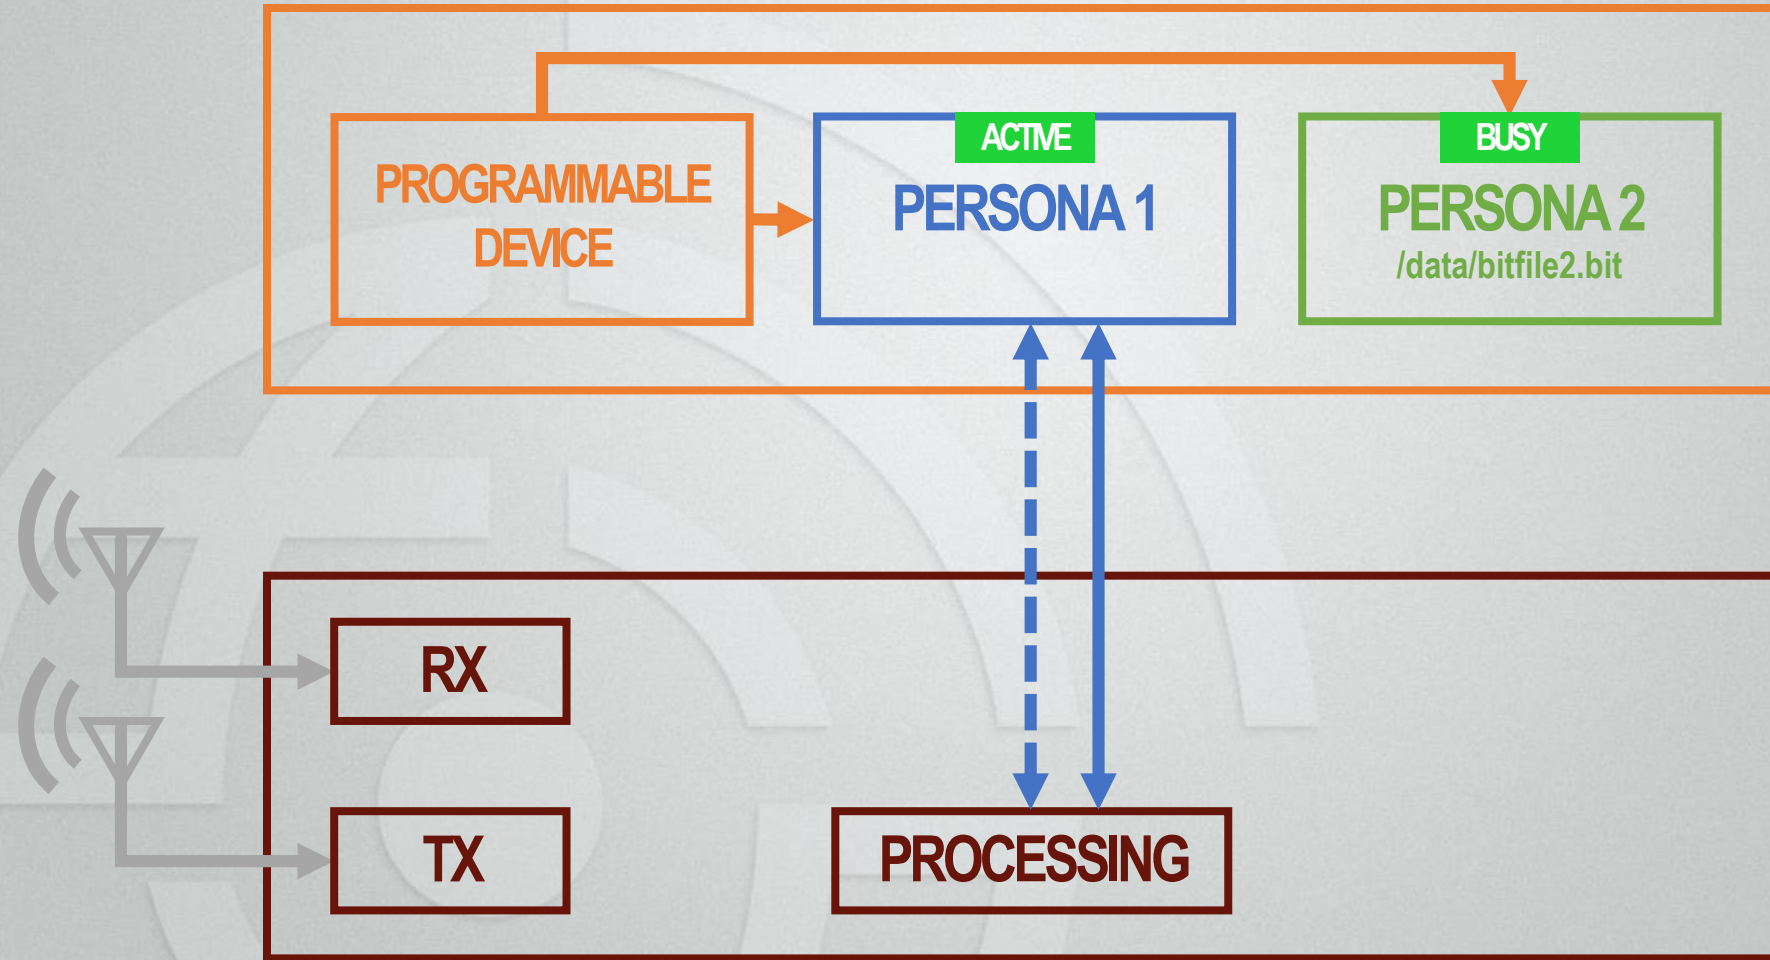 PROGRAMMABLE
DEVICE
ACTIVE
PERSONA 1
BUSY
PERSONA 2
/data/bitfile2.bit
RX
TX
PROCESSING